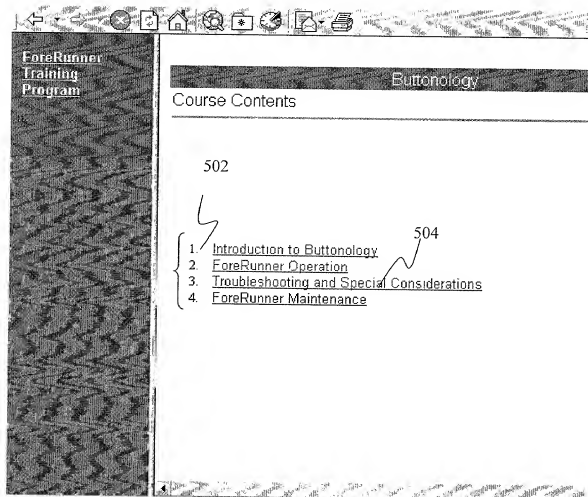 ForeRunner
Training
Program
Buttonology
Course Contents
502
504
1. Introduction to Buttonology
2. ForeRunner Operation
3. Troubleshooting and Special Considerations
4. ForeRunner Maintenance